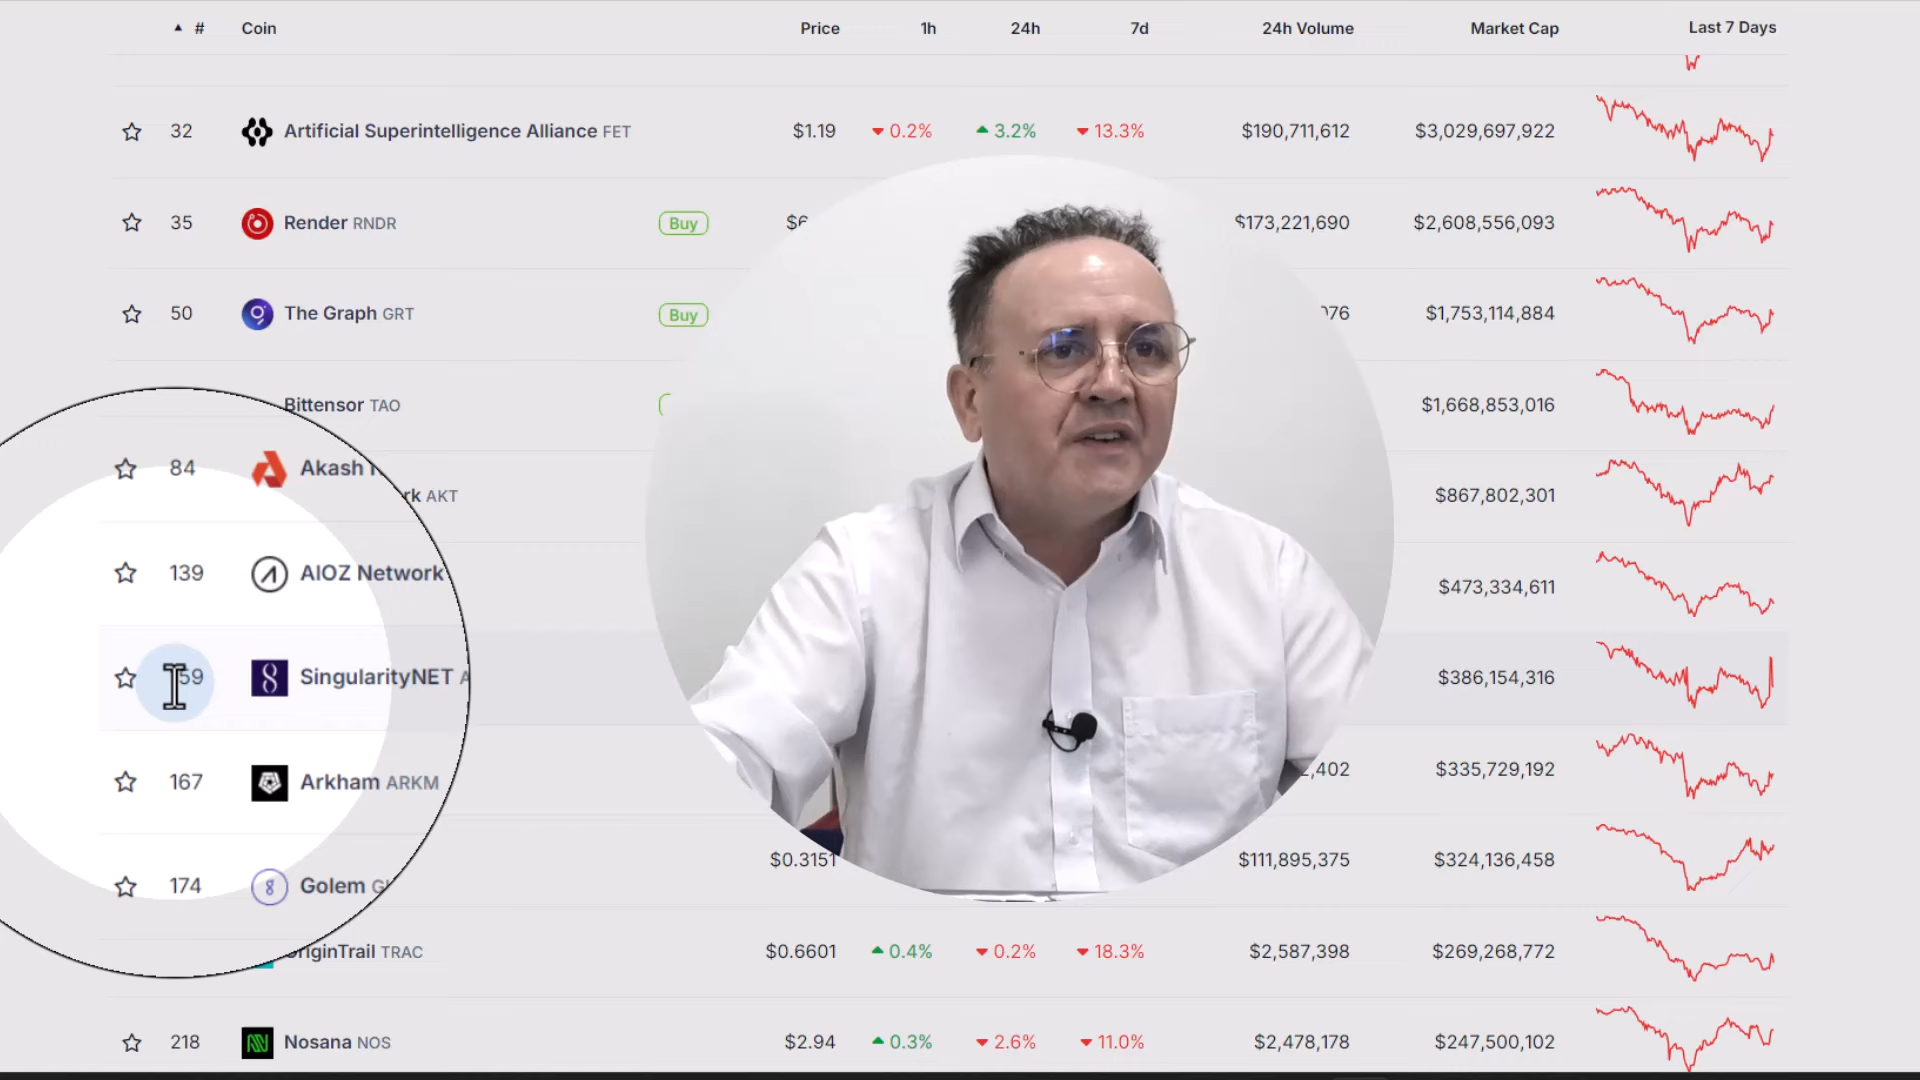 ▲ # Coin Price 1h 24h 7d 24h Volume Market Cap Last 7 Days
32 Artificial Superintelligence Alliance FET $1.19 0.2% 3.2% 13.3% $190,711,612 $3,029,697,922
35 Render RNDR Buy $173,221,690 $2,608,556,093
50 The Graph GRT Buy $1,753,114,884
Bittensor TAO $1,668,853,016
84 Akash AKT $867,802,301
139 AIOZ Network $473,334,611
SingularityNET $386,154,316
167 Arkham ARKM $335,729,192
174 Golem $0.3151 $111,895,375 $324,136,458
TRAC $0.6601 0.4% 0.2% 18.3% $2,587,398 $269,268,772
218 Nosana NOS $2.94 0.3% 2.6% 11.0% $2,478,178 $247,500,102